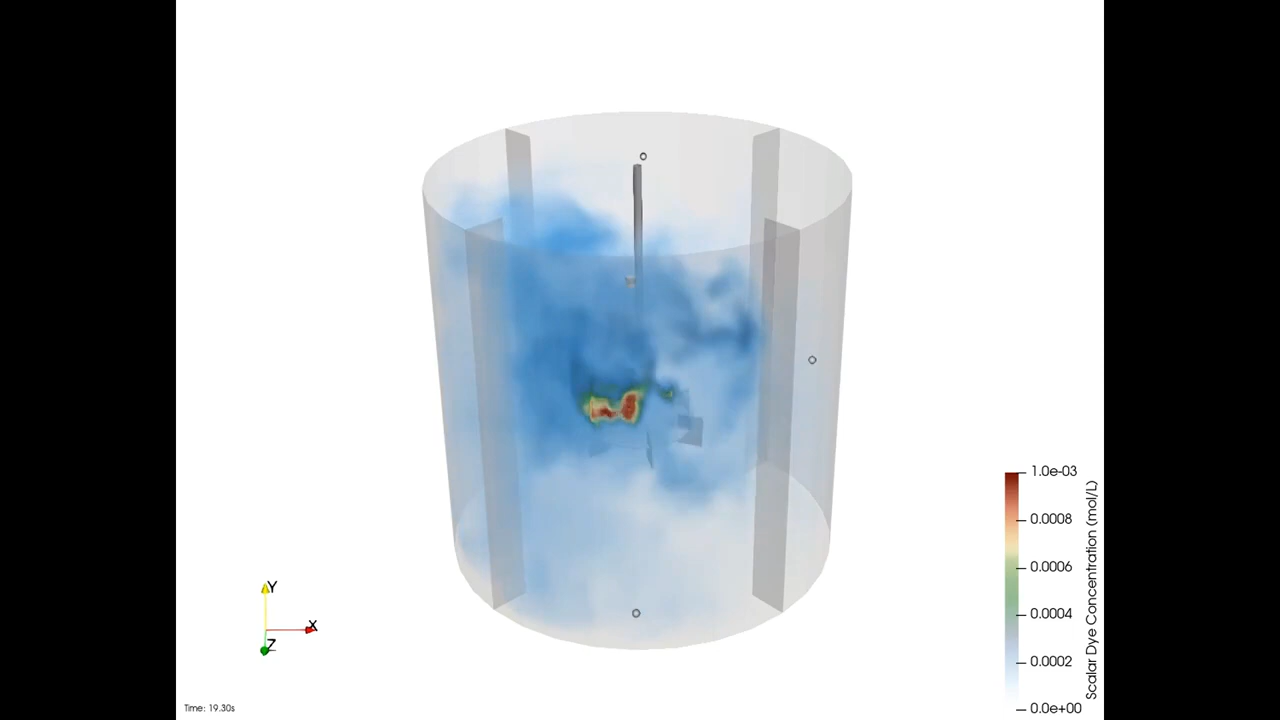 1.0e-03
0.0008
0.0006
0.0004
0.0002
0.0e+00
Scalar Dye Concentration (mol/L)
Y
X
Z
Time: 19.30s